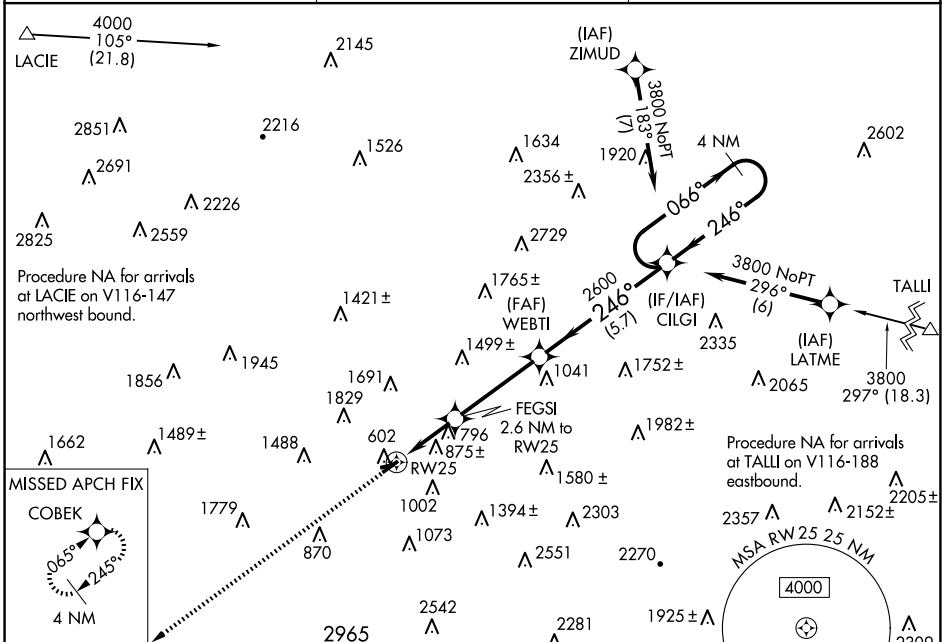 4000
105°
(21.8)
LACIE
2145
(IAF)
ZIMUD
3800 NoPT
183°
(7)
4 NM
2851
2216
1526
1634
1920
2602
2691
2356 ±
2226
066°
246°
2825
2559
2729
Procedure NA for arrivals
at LACIE on V116-147
northwest bound.
1765 ±
2600
246°
(5.7)
(IF/IAF)
CILGI
3800 NoPT
296°
(6)
TALLI
1421 ±
(FAF)
WEBTI
2335
(IAF)
LATME
1945
1499 ±
1041
1752 ±
2065
3800
297° (18.3)
1856
1691
1829
FEGSI
2.6 NM to
RW25
1982 ±
1662
1489 ±
1488
602
796
875 ±
RW25
Procedure NA for arrivals
at TALLI on V116-188
eastbound.
1580 ±
MISSED APCH FIX
COBEK
065°
245°
4 NM
1002
2205 ±
1779
870
1073
1394 ±
2303
2357
2152 ±
2551
2270
MSA RW25 25 NM
4000
2542
2965
2281
1925 ±